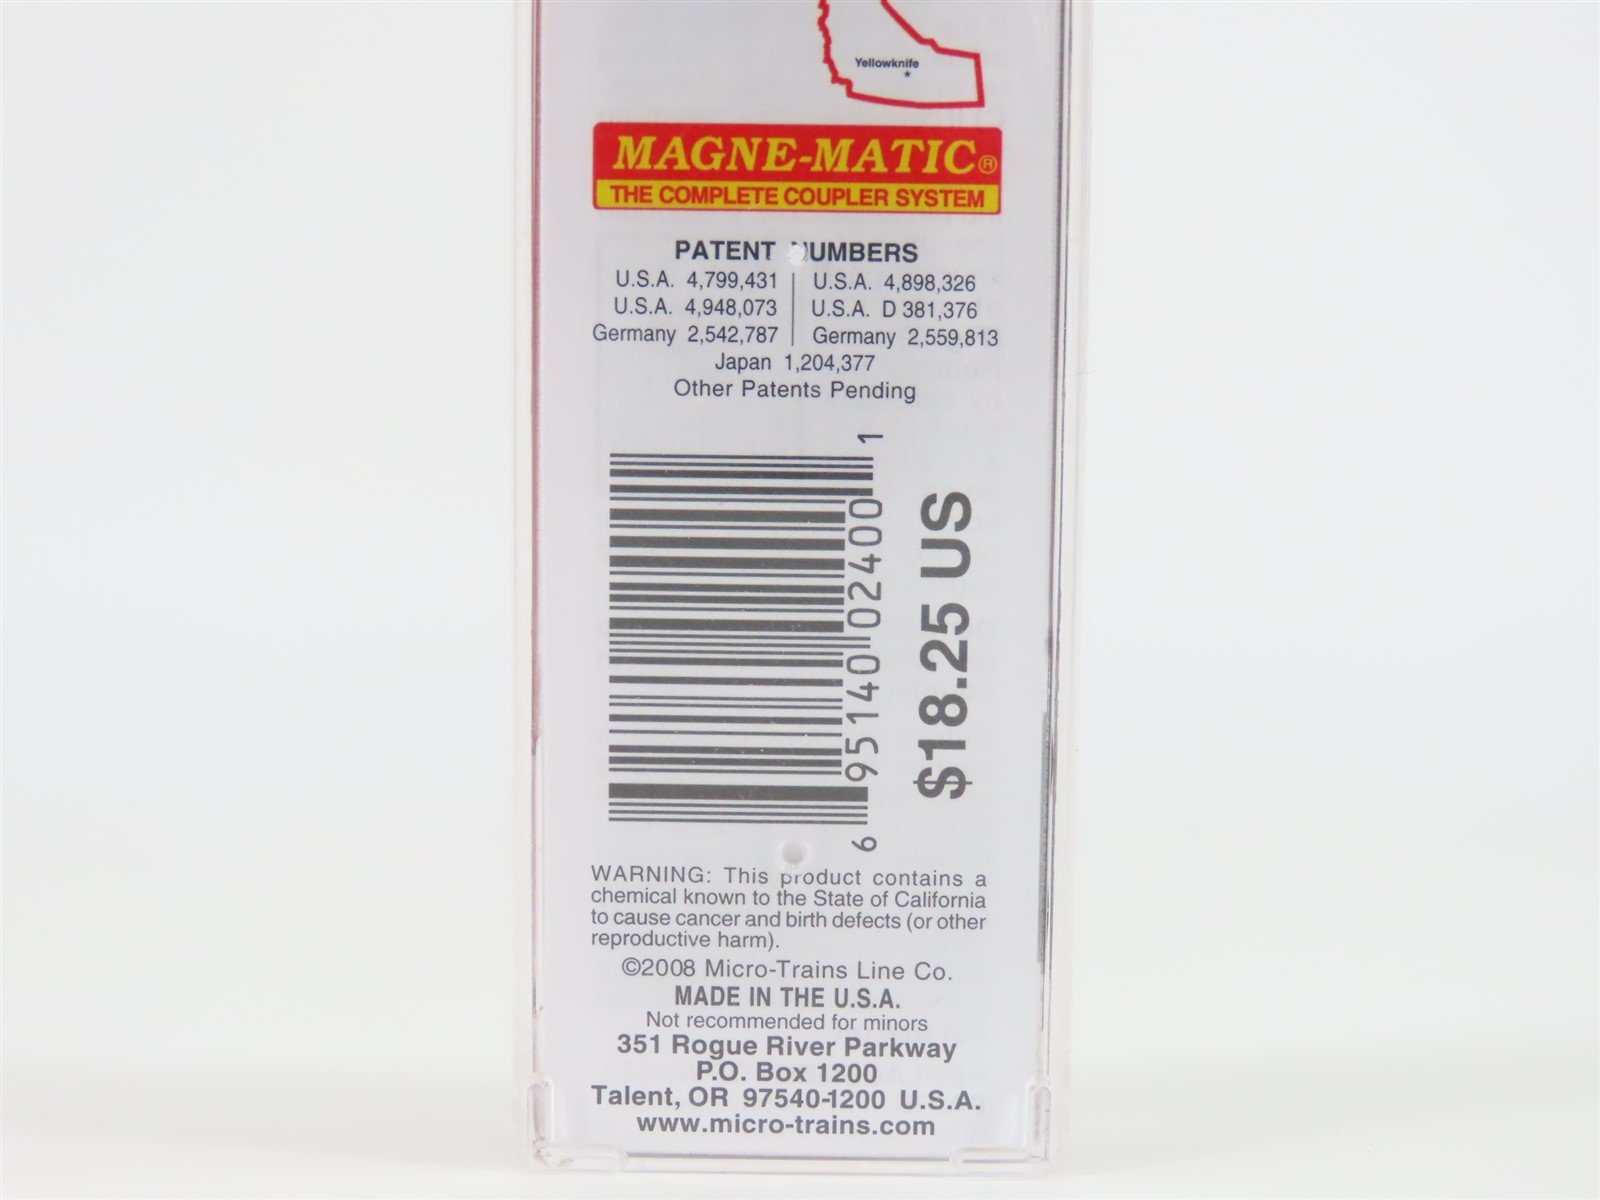 Yellowknife
MAGNE-MATIC®
THE COMPLETE COUPLER SYSTEM
PATENT NUMBERS
U.S.A. 4,799,431 U.S.A. 4,898,326
U.S.A. 4,948,073 U.S.A. D 381,376
Germany 2,542,787 Germany 2,559,813
Japan 1,204,377
Other Patents Pending
6 95140 02400 1
$18.25 US
WARNING: This product contains a
chemical known to the State of California
to cause cancer and birth defects (or other
reproductive harm).
©2008 Micro-Trains Line Co.
MADE IN THE U.S.A.
Not recommended for minors
351 Rogue River Parkway
P.O. Box 1200
Talent, OR 97540-1200 U.S.A.
www.micro-trains.com